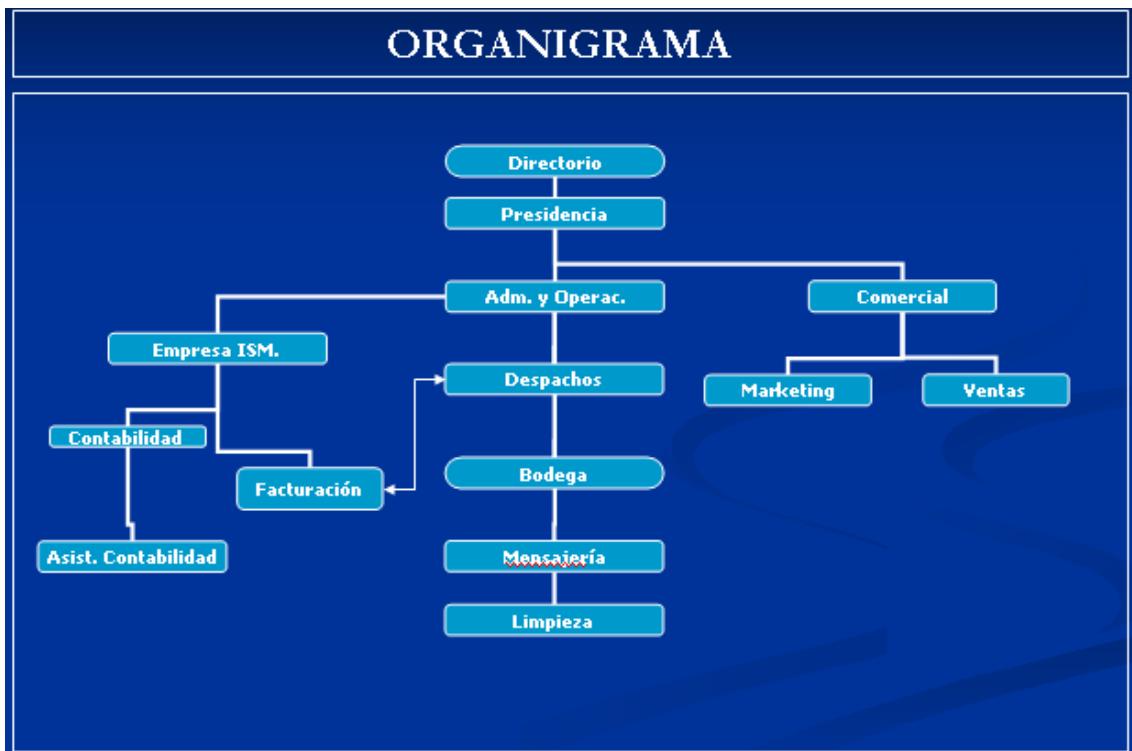 ORGANIGRAMA
Directorio
Presidencia
Adm. y Operac.
Comercial
Empresa ISM.
Despachos
Marketing
Ventas
Contabilidad
Facturación
Bodega
Asist. Contabilidad
Mensajería
Limpieza